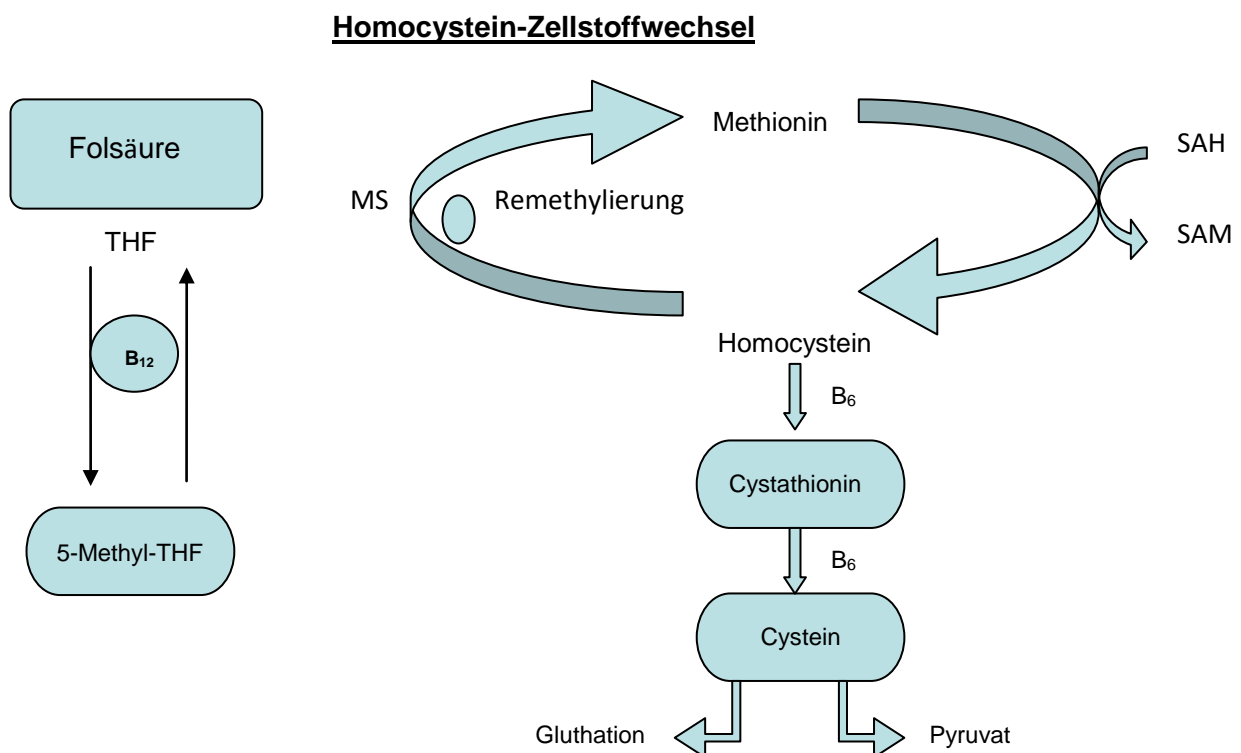 Homocystein-Zellstoffwechsel
Folsäure
THF
B₁₂
5-Methyl-THF
Methionin
SAH
MS
Remethylierung
SAM
Homocystein
B₆
Cystathionin
B₆
Cystein
Gluthation
Pyruvat